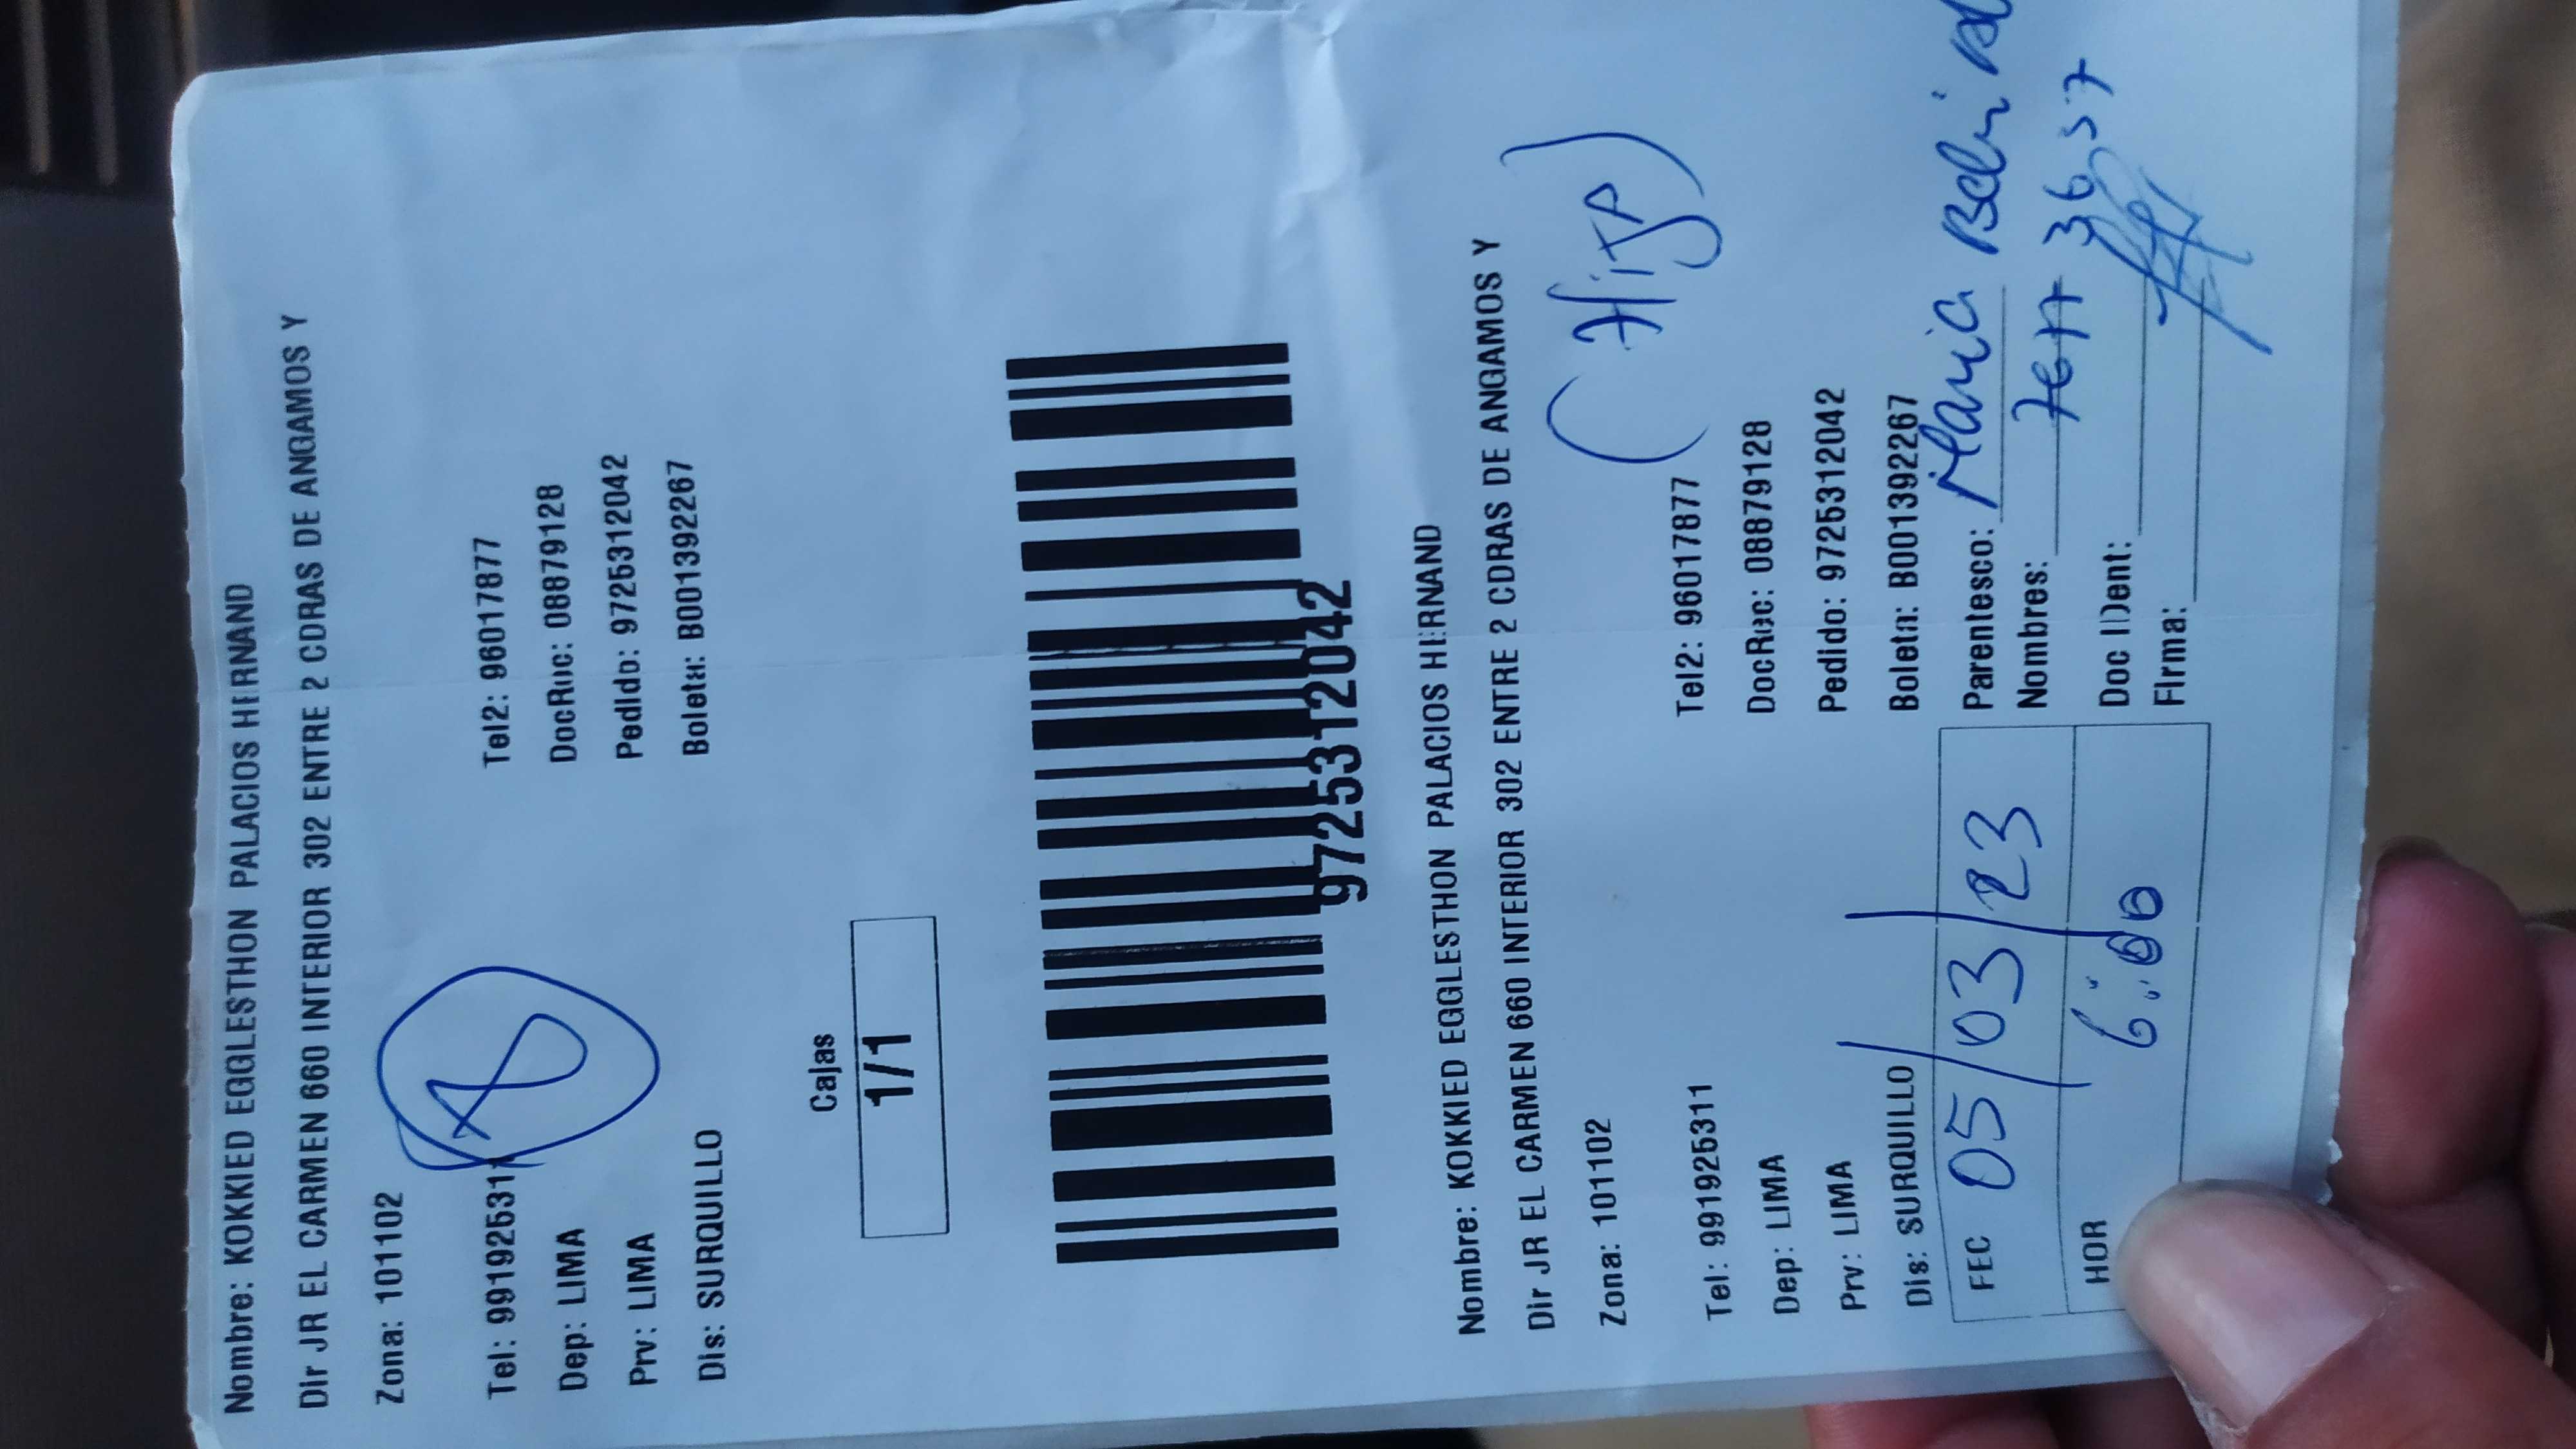 Nombre: KOKKIED EGGLESTHON PALACIOS HERNAND
Dir JR EL CARMEN 660 INTERIOR 302 ENTRE 2 CDRAS DE ANGAMOS Y
Zona: 101102
Tel: 991925311 Tel2: 96017877
Dep: LIMA DocRuc: 08879128
Prv: LIMA Pedido: 9725312042
Dis: SURQUILLO Boleta: B001392267
Cajas
1/1
9725312042
Nombre: KOKKIED EGGLESTHON PALACIOS HERNAND
Dir JR EL CARMEN 660 INTERIOR 302 ENTRE 2 CDRAS DE ANGAMOS Y
Zona: 101102 (Hija)
Tel: 991925311 Tel2: 96017877
Dep: LIMA DocRuc: 08879128
Prv: LIMA Pedido: 9725312042
Dis: SURQUILLO Boleta: B001392267
FEC 05/03/23 Parentesco: Maria
Nombres:
HOR 6:00 Doc IDent:
Firma: